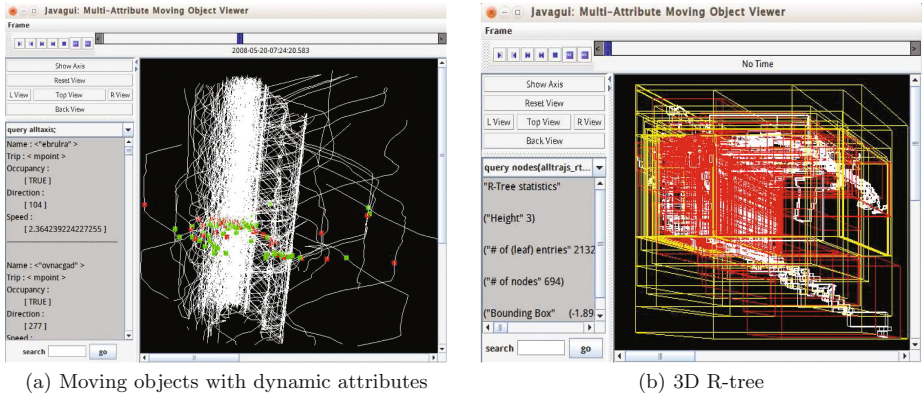 Javagui: Multi-Attribute Moving Object Viewer
Frame
2008-05-20-07:24:20.583
Show Axis
Reset View
L View Top View R View
Back View
query alltaxis;
Name : <"ebrulra" >
Trip : < mpoint >
Occupancy :
[ TRUE ]
Direction :
[ 104 ]
Speed :
[ 2.364239224227255 ]
Name : <"ovnacgad" >
Trip : < mpoint >
Occupancy :
[ TRUE ]
Direction :
[ 277 ]
Speed :
search go
(a) Moving objects with dynamic attributes
Javagui: Multi-Attribute Moving Object Viewer
Frame
No Time
Show Axis
Reset View
L View Top View R View
Back View
query nodes(alltrajs_rt...
"R-Tree statistics"
("Height" 3)
("# of (leaf) entries" 2132
("# of nodes" 694)
("Bounding Box" (-1.89
search go
(b) 3D R-tree